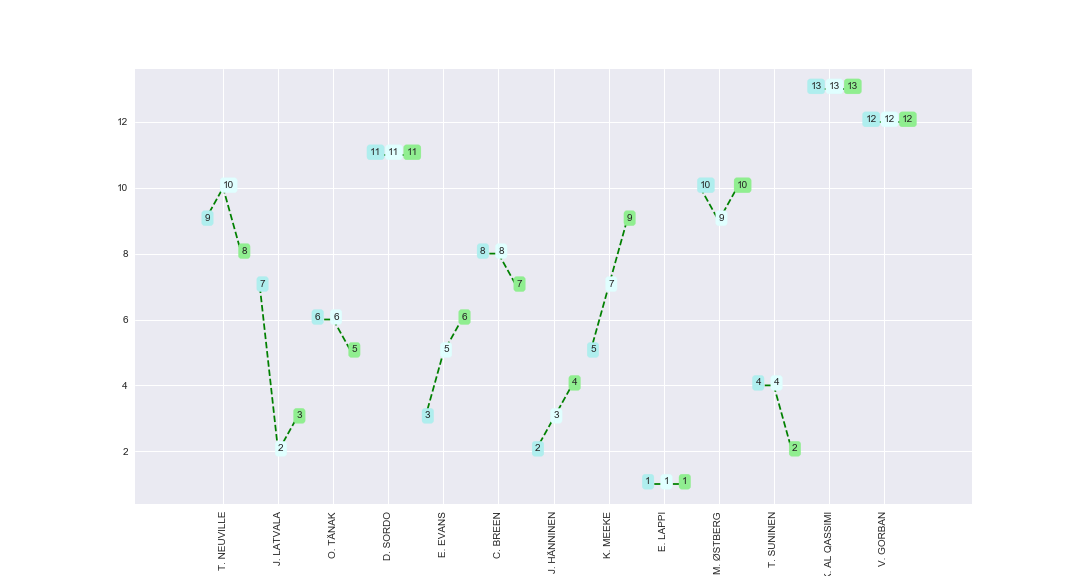 13 13 13
12 12 12 12
11 11 11
10 10 10 10
9 9 9
8 8 8 8
7 7 7
6 6 6 6
5 5 5
4 4 4 4
3 3 3
2 2 2 2
1 1 1
T. NEUVILLE
J. LATVALA
O. TÄNAK
D. SORDO
E. EVANS
C. BREEN
J. HÄNNINEN
K. MEEKE
E. LAPPI
M. ØSTBERG
T. SUNINEN
AL QASSIMI
V. GORBAN